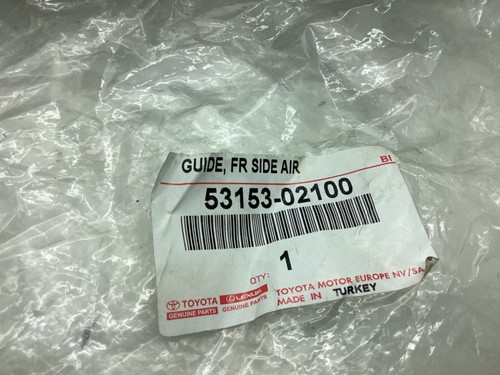 GUIDE, FR SIDE AIR
BI
53153-02100
QTY: 1
TOYOTA LEXUS
GENUINE PARTS GENUINE PARTS
TOYOTA MOTOR EUROPE NV/SA
MADE IN TURKEY